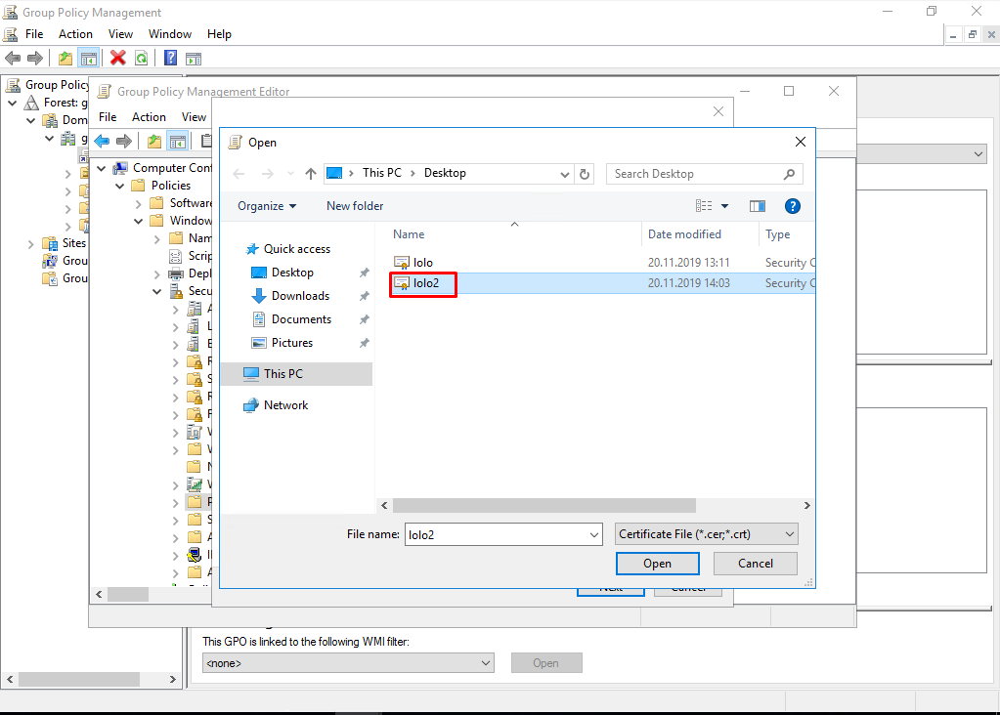 Group Policy Management
File Action View Window Help
Group Policy
Forest: g
Dom
g
Sites
Grou
Grou
Group Policy Management Editor
File Action View
Computer Conf
Policies
Software
Window
Nam
Scrip
Depl
Secu
Open
This PC > Desktop
Search Desktop
Organize New folder
Name Date modified Type
Quick access
Desktop
Downloads
Documents
Pictures
This PC
Network
lolo 20.11.2019 13:11 Security C
lolo2 20.11.2019 14:03 Security C
File name: lolo2 Certificate File (*.cer;*.crt)
Open Cancel
Next Cancel
This GPO is linked to the following WMI filter:
<none> Open